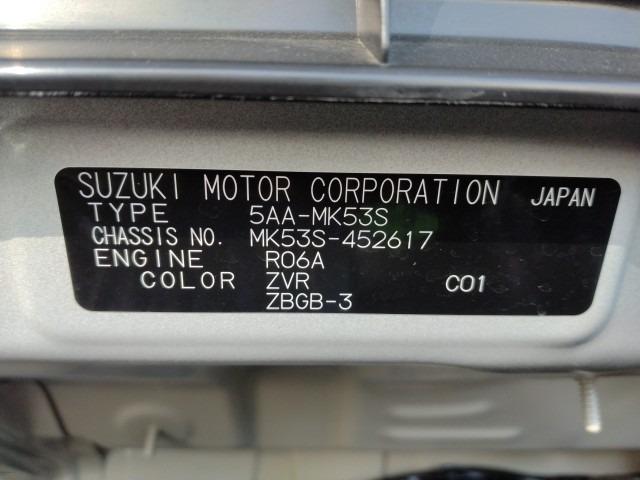 SUZUKI MOTOR CORPORATION JAPAN
TYPE 5AA-MK53S
CHASSIS NO. MK53S-452617
ENGINE R06A
COLOR ZVR C01
ZBGB-3